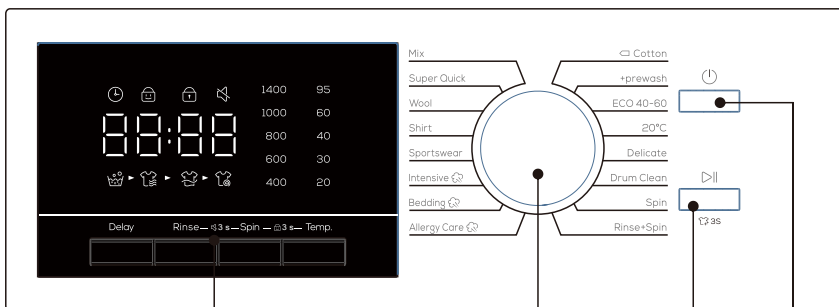 1400 95
1000 60
88:88
800 40
600 30
400 20
Delay Rinse 3 s Spin 3 s Temp.
Mix
Super Quick
Wool
Shirt
Sportswear
Intensive
Bedding
Allergy Care
Cotton
+prewash
ECO 40-60
20°C
Delicate
Drum Clean
Spin
Rinse+Spin
3S